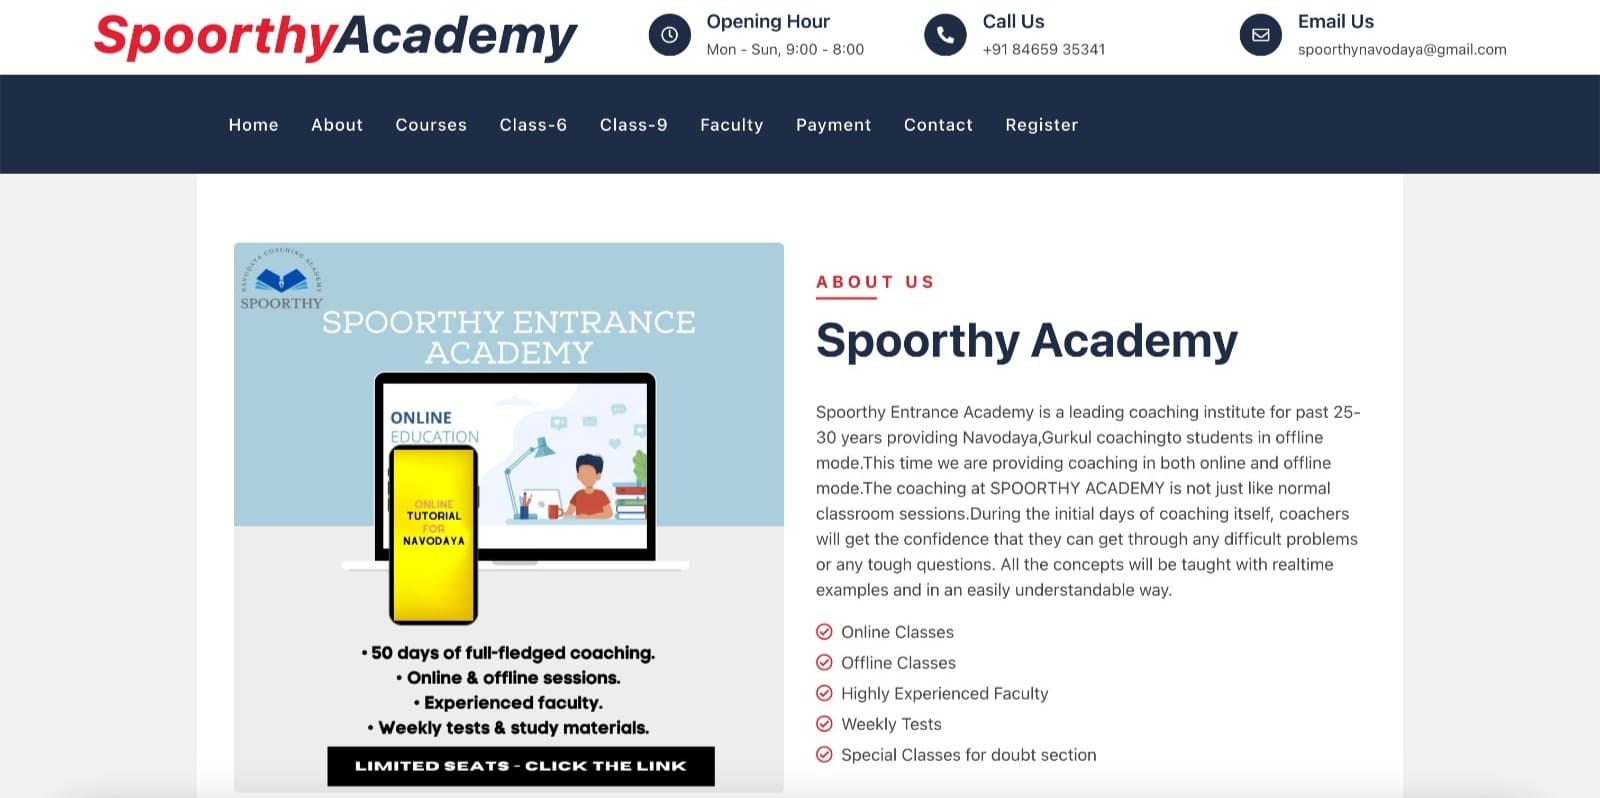 SpoorthyAcademy
Opening Hour
Mon - Sun, 9:00 - 8:00
Call Us
+91 84659 35341
Email Us
spoorthynavodaya@gmail.com
Home About Courses Class-6 Class-9 Faculty Payment Contact Register
NAVODAYA COACHING ACADEMY
SPOORTHY
SPOORTHY ENTRANCE
ACADEMY
ONLINE
EDUCATION
ONLINE
TUTORIAL
FOR
NAVODAYA
• 50 days of full-fledged coaching.
• Online & offline sessions.
• Experienced faculty.
• Weekly tests & study materials.
LIMITED SEATS - CLICK THE LINK
ABOUT US
Spoorthy Academy
Spoorthy Entrance Academy is a leading coaching institute for past 25-
30 years providing Navodaya,Gurkul coachingto students in offline
mode.This time we are providing coaching in both online and offline
mode.The coaching at SPOORTHY ACADEMY is not just like normal
classroom sessions.During the initial days of coaching itself, coachers
will get the confidence that they can get through any difficult problems
or any tough questions. All the concepts will be taught with realtime
examples and in an easily understandable way.
Online Classes
Offline Classes
Highly Experienced Faculty
Weekly Tests
Special Classes for doubt section